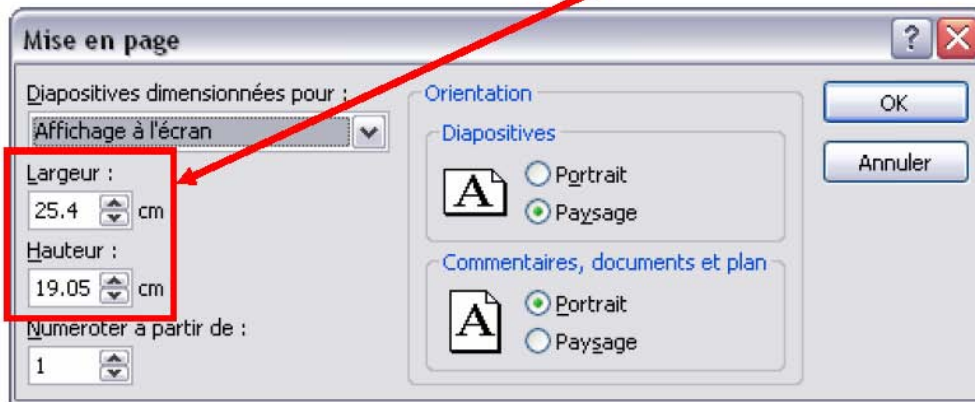 Mise en page
Diapositives dimensionnées pour :
Affichage à l'écran
Largeur :
25.4 cm
Hauteur :
19.05 cm
Numéroter à partir de :
1
Orientation
Diapositives
A
Portrait
Paysage
Commentaires, documents et plan
A
Portrait
Paysage
?
OK
Annuler